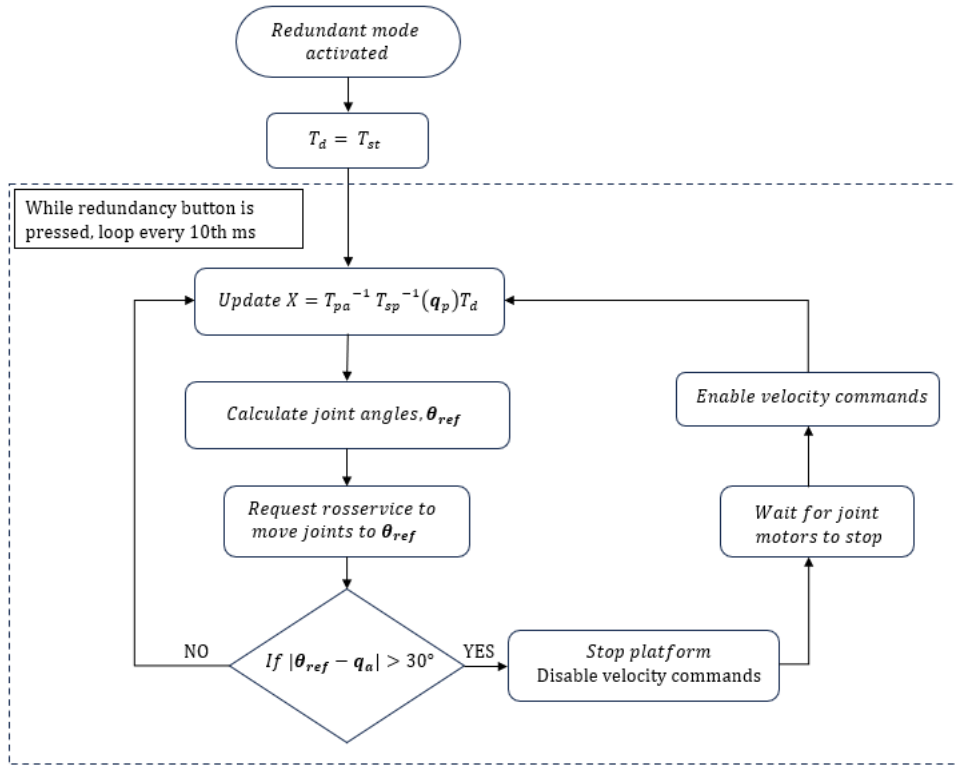 Redundant mode
activated
T_d = T_st
While redundancy button is
pressed, loop every 10th ms
Update X = T_pa⁻¹ T_sp⁻¹(q_p)T_d
Calculate joint angles, θ_ref
Enable velocity commands
Request rosservice to
move joints to θ_ref
Wait for joint
motors to stop
NO
If |θ_ref − q_a| > 30°
YES
Stop platform
Disable velocity commands